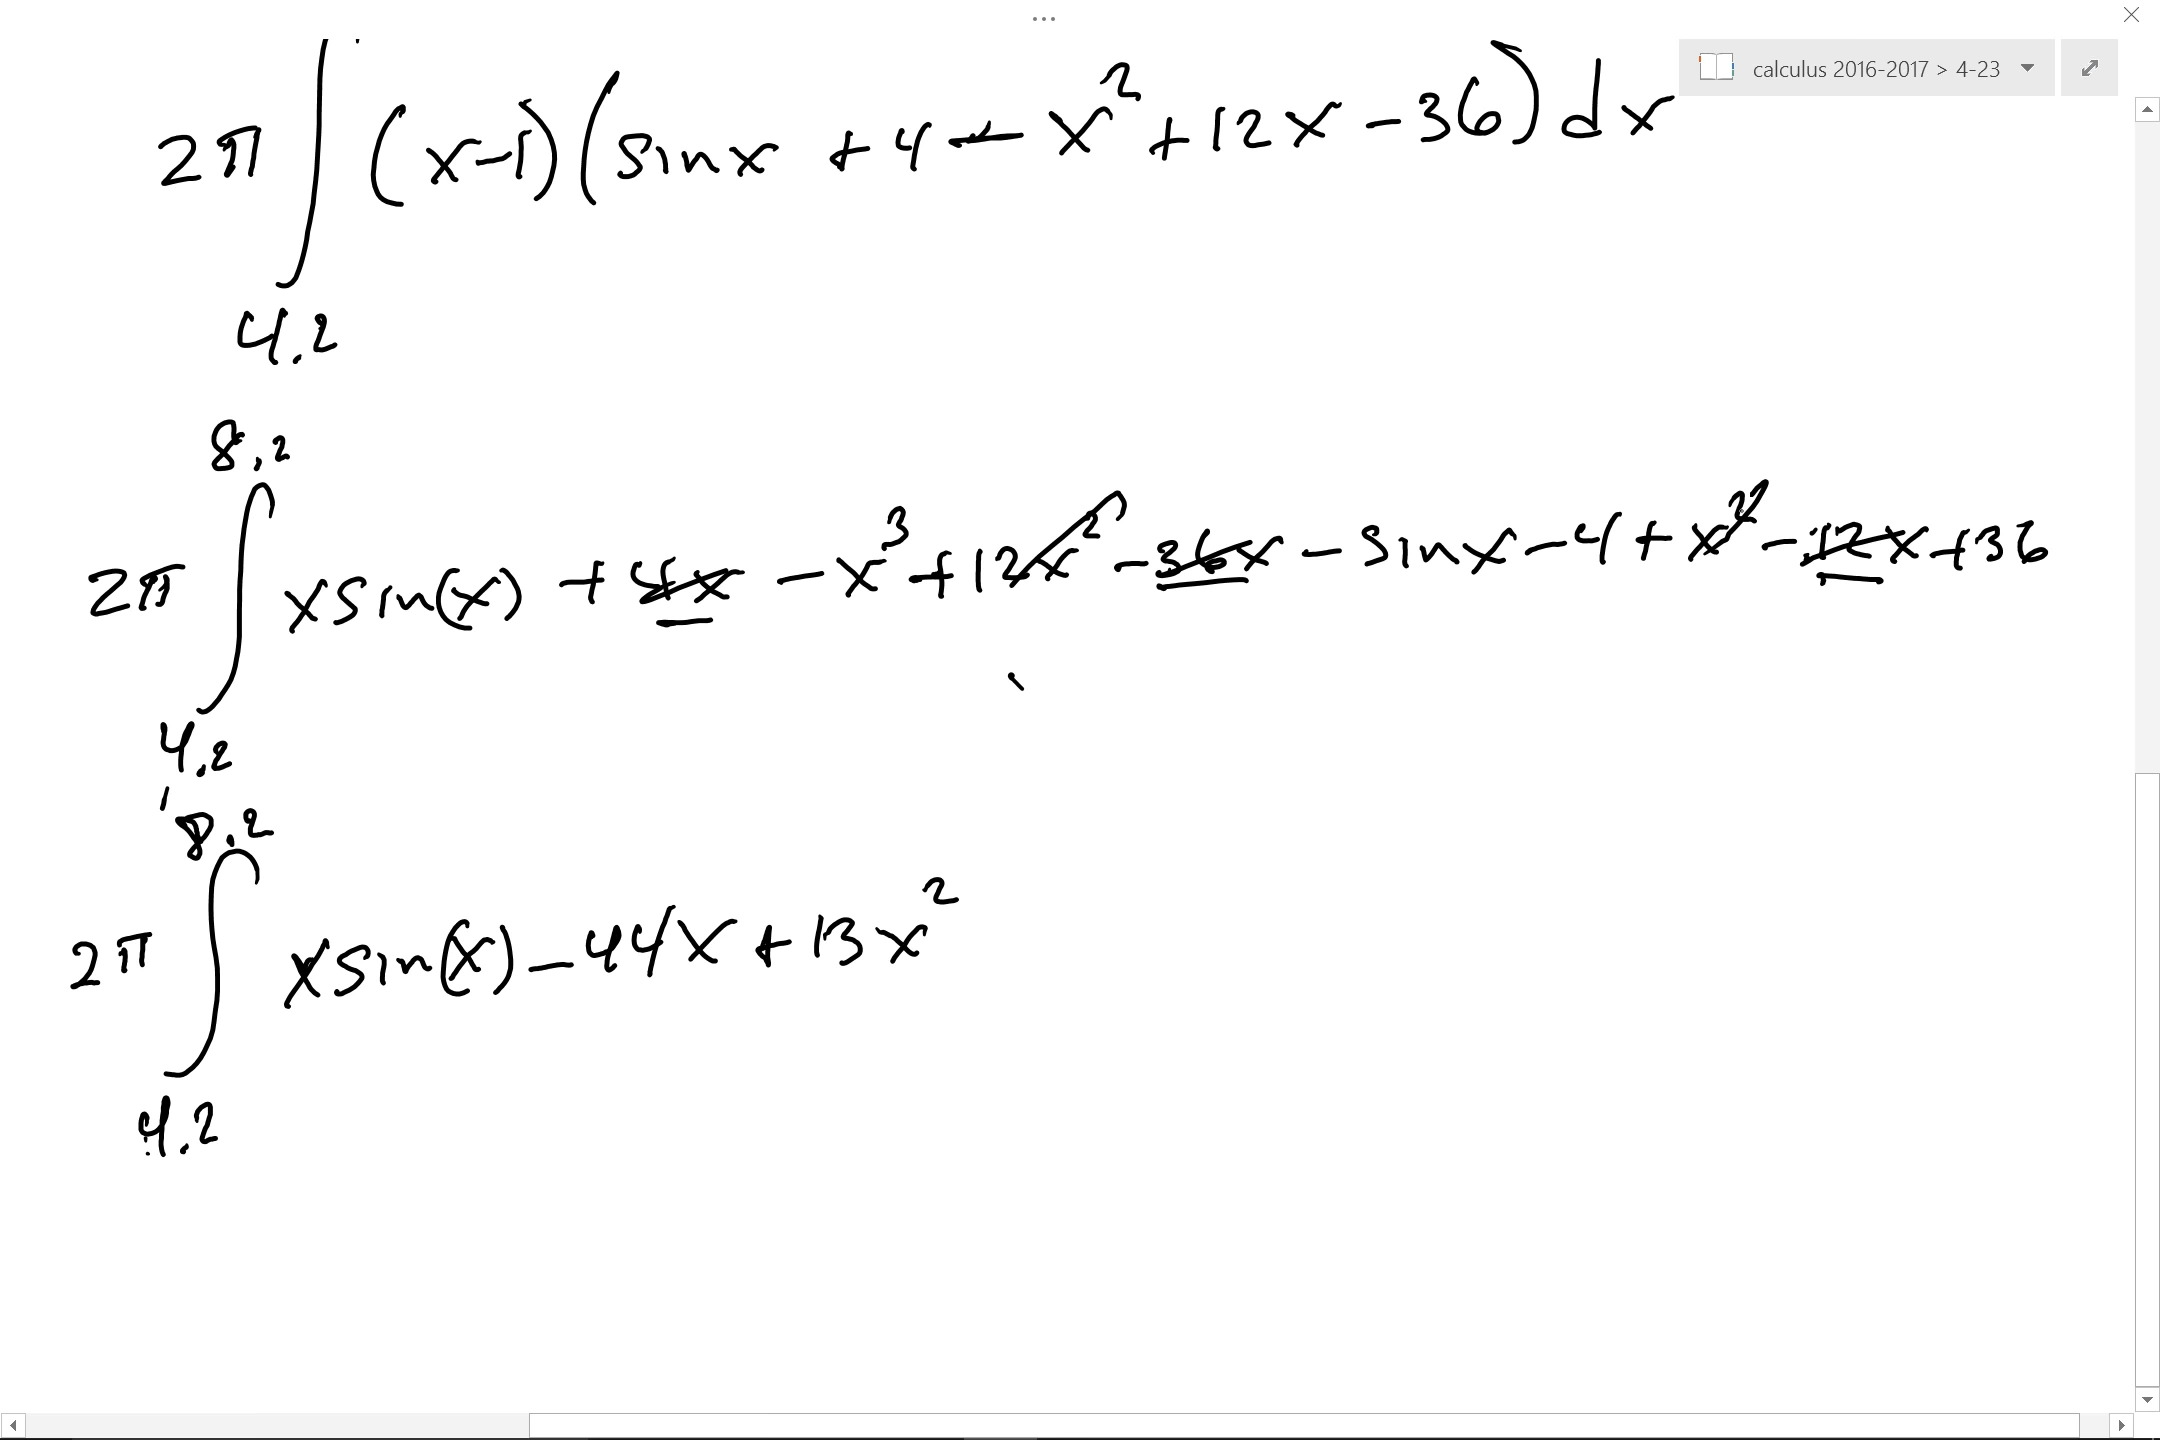 calculus 2016-2017 > 4-23
2π ∫ (x-1)(sinx + 4 - x² + 12x - 36) dx
4.2
8.2
2π ∫ xsin(x) + 4x - x³ + 12x² - 36x - sinx - 4 + x² - 12x + 36
4.2
8.2
2π ∫ xsin(x) - 44x + 13x²
4.2